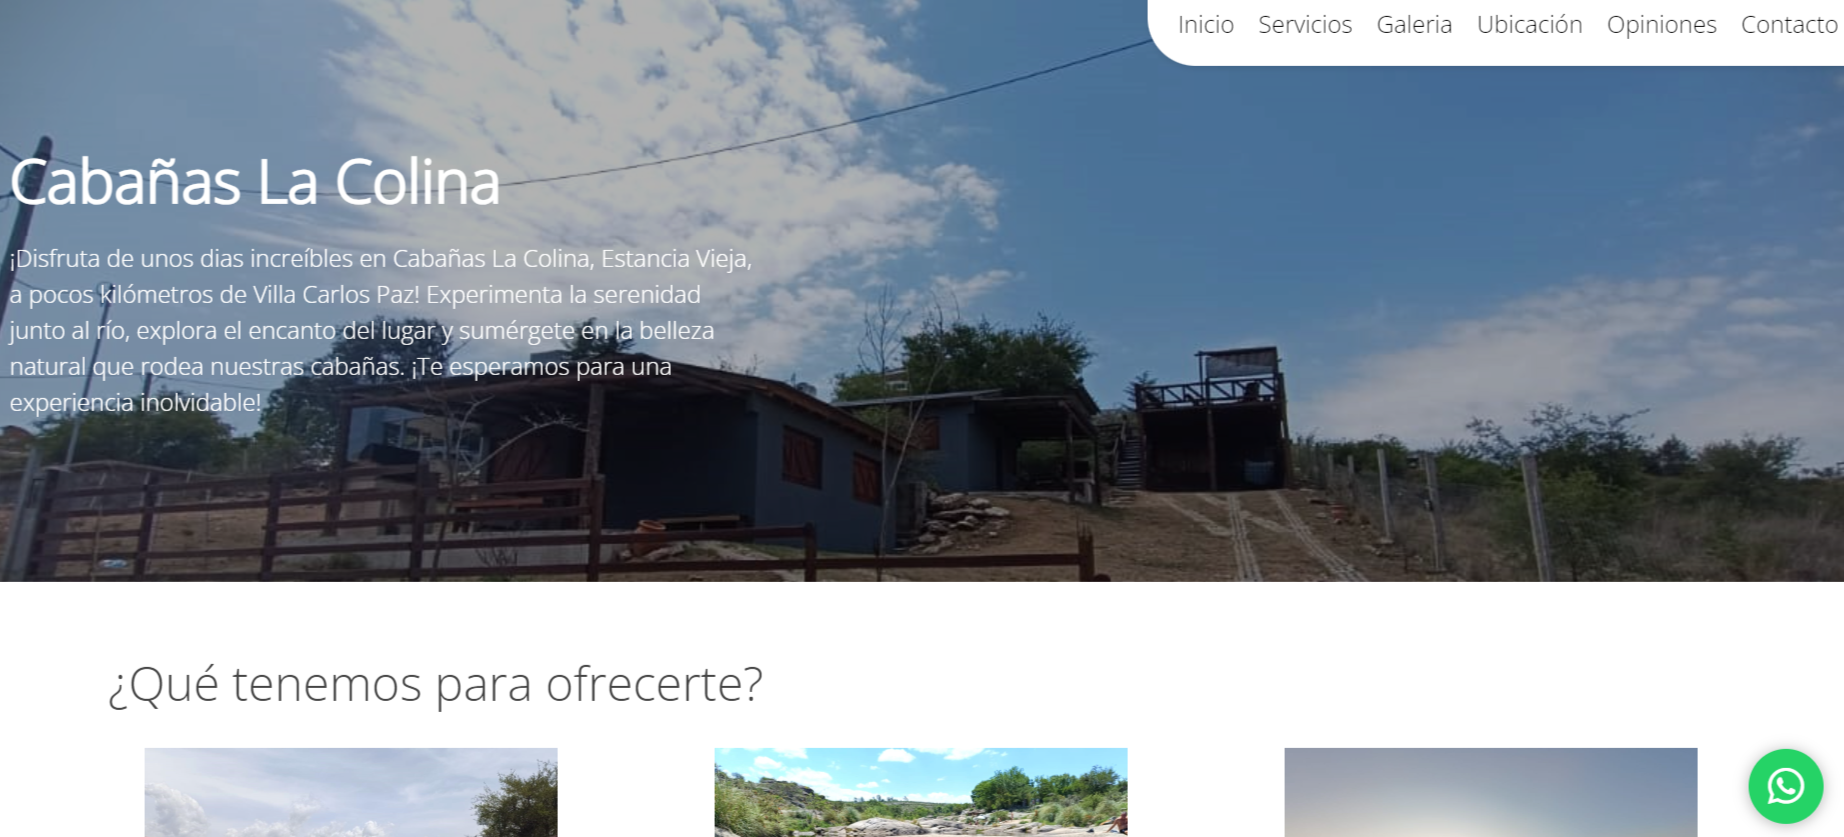 Inicio Servicios Galeria Ubicación Opiniones Contacto
Cabañas La Colina
¡Disfruta de unos dias increíbles en Cabañas La Colina, Estancia Vieja,
a pocos kilómetros de Villa Carlos Paz! Experimenta la serenidad
junto al río, explora el encanto del lugar y sumérgete en la belleza
natural que rodea nuestras cabañas. ¡Te esperamos para una
experiencia inolvidable!
¿Qué tenemos para ofrecerte?